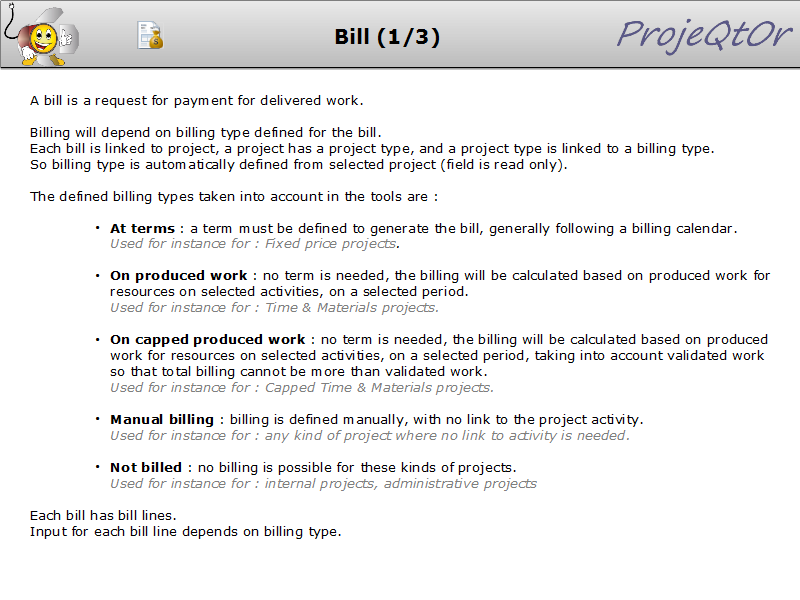 Bill (1/3)
ProjeQtOr
A bill is a request for payment for delivered work.
Billing will depend on billing type defined for the bill.
Each bill is linked to project, a project has a project type, and a project type is linked to a billing type.
So billing type is automatically defined from selected project (field is read only).
The defined billing types taken into account in the tools are :
• At terms : a term must be defined to generate the bill, generally following a billing calendar.
Used for instance for : Fixed price projects.
• On produced work : no term is needed, the billing will be calculated based on produced work for
resources on selected activities, on a selected period.
Used for instance for : Time & Materials projects.
• On capped produced work : no term is needed, the billing will be calculated based on produced
work for resources on selected activities, on a selected period, taking into account validated work
so that total billing cannot be more than validated work.
Used for instance for : Capped Time & Materials projects.
• Manual billing : billing is defined manually, with no link to the project activity.
Used for instance for : any kind of project where no link to activity is needed.
• Not billed : no billing is possible for these kinds of projects.
Used for instance for : internal projects, administrative projects
Each bill has bill lines.
Input for each bill line depends on billing type.